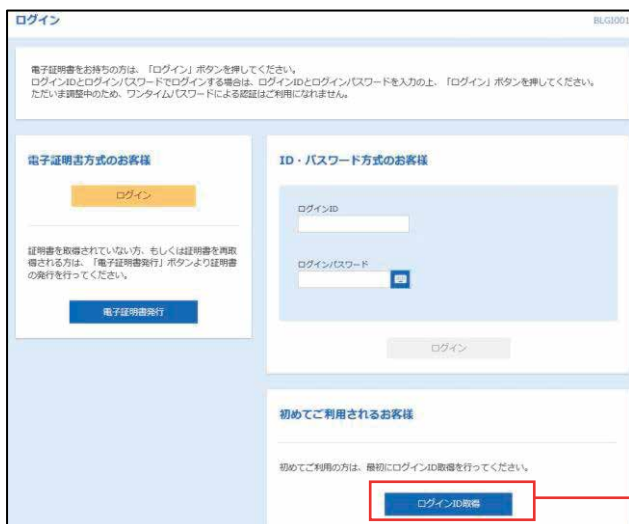 ログイン
BLGI001
電子証明書をお持ちの方は、「ログイン」ボタンを押してください。
ログインIDとログインパスワードでログインする場合は、ログインIDとログインパスワードを入力の上、「ログイン」ボタンを押してください。
ただいま調整中のため、ワンタイムパスワードによる認証はご利用になれません。
電子証明書方式のお客様
ログイン
証明書を取得されていない方、もしくは証明書を再取
得される方は、「電子証明書発行」ボタンより証明書
の発行を行ってください。
電子証明書発行
ID・パスワード方式のお客様
ログインID
ログインパスワード
ログイン
初めてご利用されるお客様
初めてご利用の方は、最初にログインID取得を行ってください。
ログインID取得